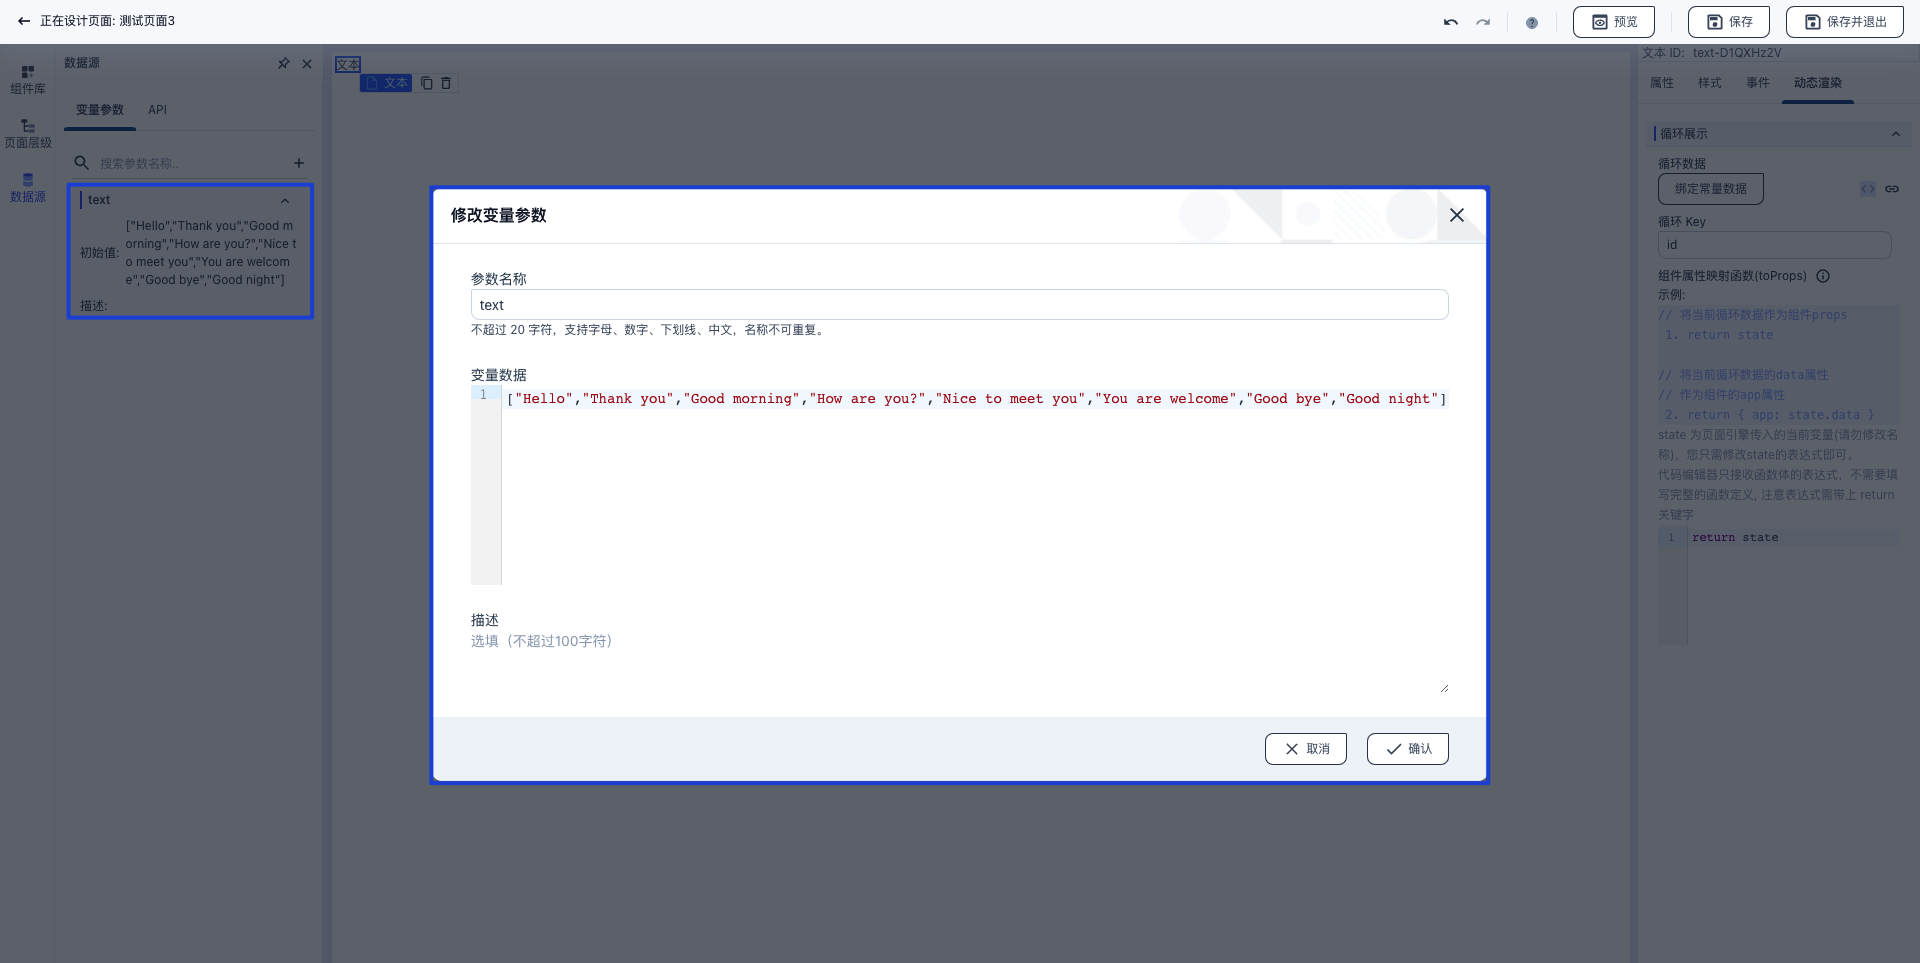 正在设计页面: 测试页面3
预览
保存
保存并退出
组件库
页面层级
数据源
数据源
变量参数
API
搜索参数名称..
text
初始值:
["Hello","Thank you","Good m
orning","How are you?","Nice t
o meet you","You are welcom
e","Good bye","Good night"]
描述:
文本
文本
修改变量参数
参数名称
text
不超过 20 字符，支持字母、数字、下划线、中文，名称不可重复。
变量数据
1
["Hello","Thank you","Good morning","How are you?","Nice to meet you","You are welcome","Good bye","Good night"]
描述
选填（不超过100字符）
取消
确认
文本 ID: text-D1QXHz2V
属性
样式
事件
动态渲染
循环展示
循环数据
绑定常量数据
循环 Key
id
组件属性映射函数(toProps)
示例:
// 将当前循环数据作为组件props
1. return state
// 将当前循环数据的data属性
// 作为组件的app属性
2. return { app: state.data }
state 为页面引擎传入的当前变量(请勿修改名
称)，您只需修改state的表达式即可。
代码编辑器只接收函数体的表达式，不需要填
写完整的函数定义, 注意表达式需带上 return
关键字
1
return state